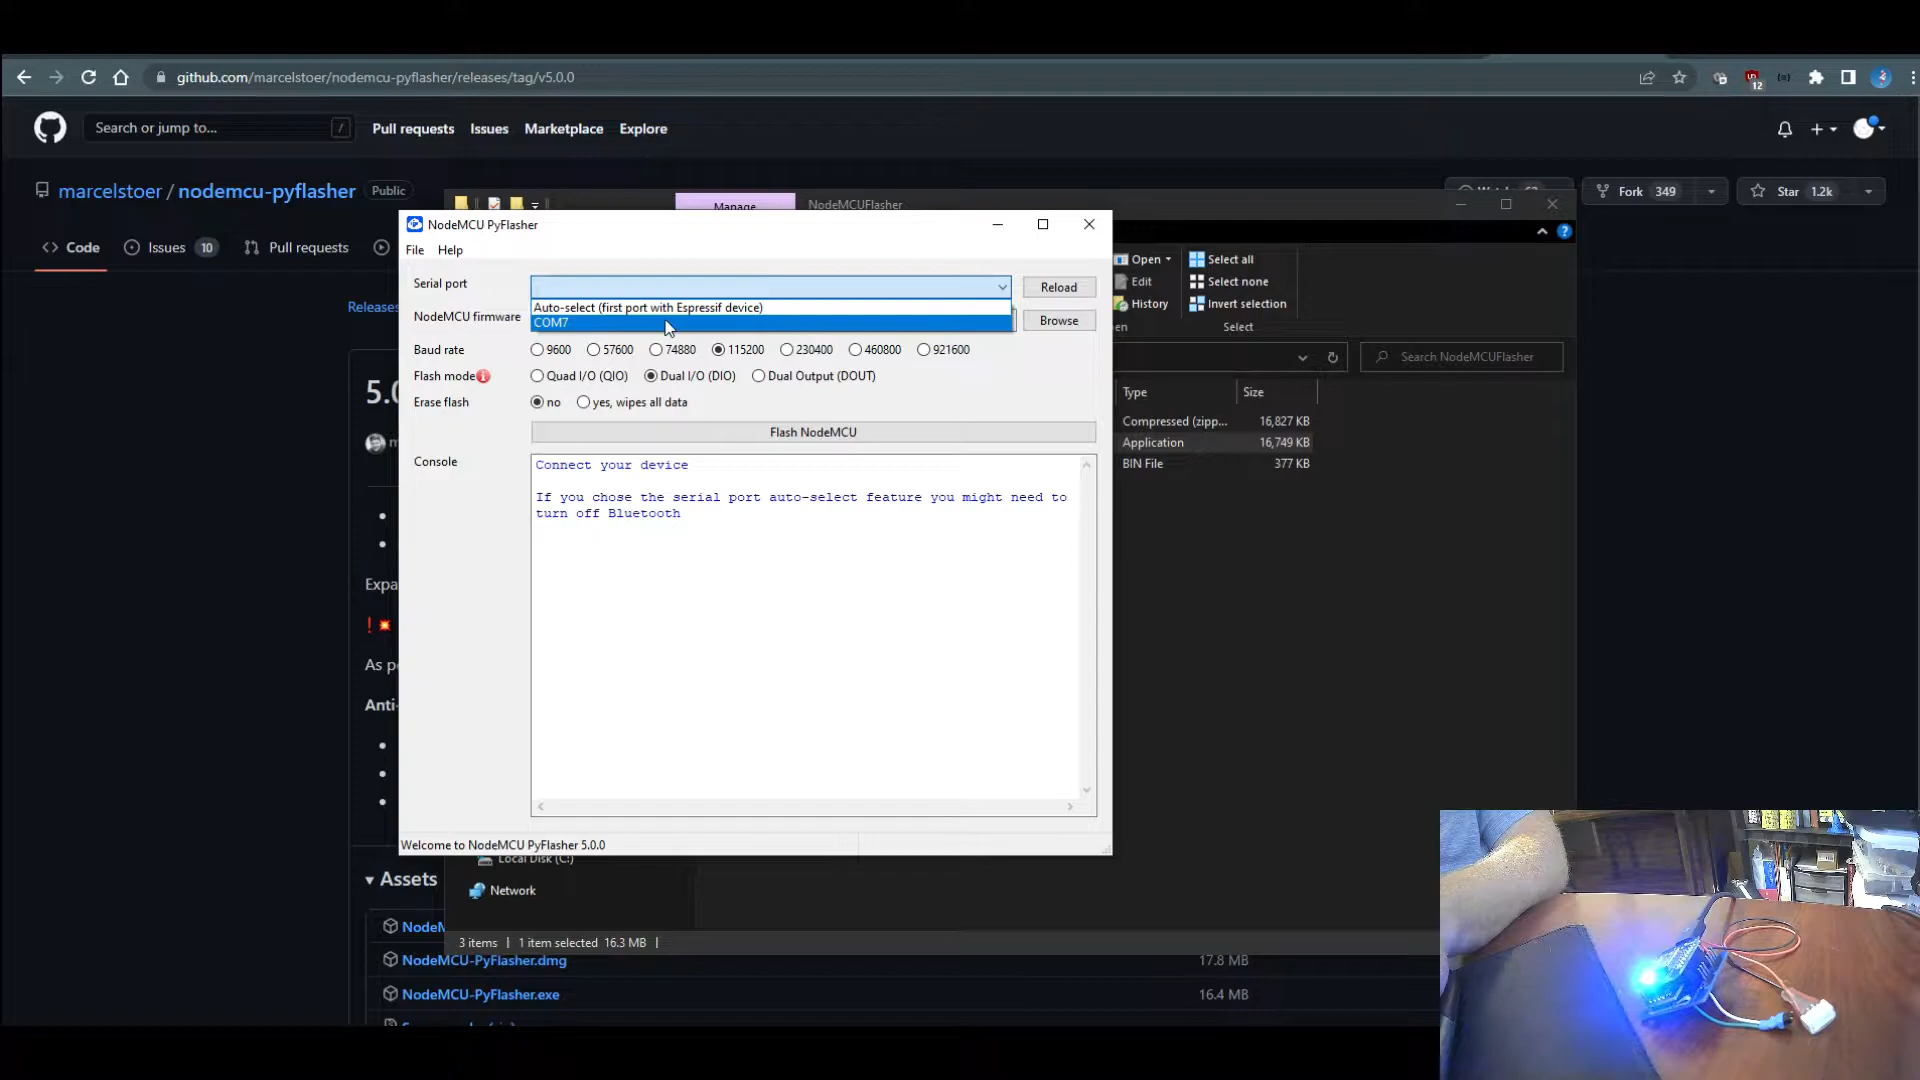 github.com/marcelstoer/nodemcu-pyflasher/releases/tag/v5.0.0
12
Search or jump to... / Pull requests Issues Marketplace Explore
marcelstoer / nodemcu-pyflasher Public
Fork 349 Star 1.2k
Manage NodeMCUFlasher
Code Issues 10 Pull requests
NodeMCU PyFlasher
File Help
Serial port Reload
Auto-select (first port with Espressif device)
COM7
NodeMCU firmware Browse
Baud rate 9600 57600 74880 115200 230400 460800 921600
Flash mode Quad I/O (QIO) Dual I/O (DIO) Dual Output (DOUT)
Erase flash no yes, wipes all data
Flash NodeMCU
Console
Connect your device
If you chose the serial port auto-select feature you might need to
turn off Bluetooth
Welcome to NodeMCU PyFlasher 5.0.0
Open Select all
Edit Select none
History Invert selection
Select
Search NodeMCUFlasher
Type Size
Compressed (zipp... 16,827 KB
Application 16,749 KB
BIN File 377 KB
Releases
5.0
Expa
As p
Anti-
Local Disk (C:)
Network
3 items 1 item selected 16.3 MB
Assets
NodeM
NodeMCU-PyFlasher.dmg 17.8 MB
NodeMCU-PyFlasher.exe 16.4 MB